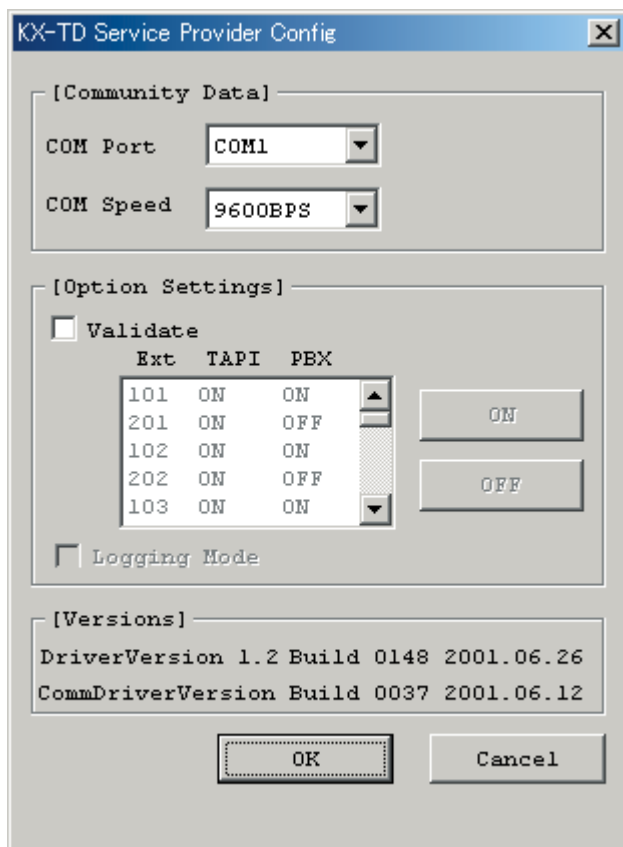 KX-TD Service Provider Config
[Community Data]
COM Port COM1
COM Speed 9600BPS
[Option Settings]
Validate
Ext TAPI PBX
101 ON ON
201 ON OFF
102 ON ON
202 ON OFF
103 ON ON
ON
OFF
Logging Mode
[Versions]
DriverVersion 1.2 Build 0148 2001.06.26
CommDriverVersion Build 0037 2001.06.12
OK Cancel